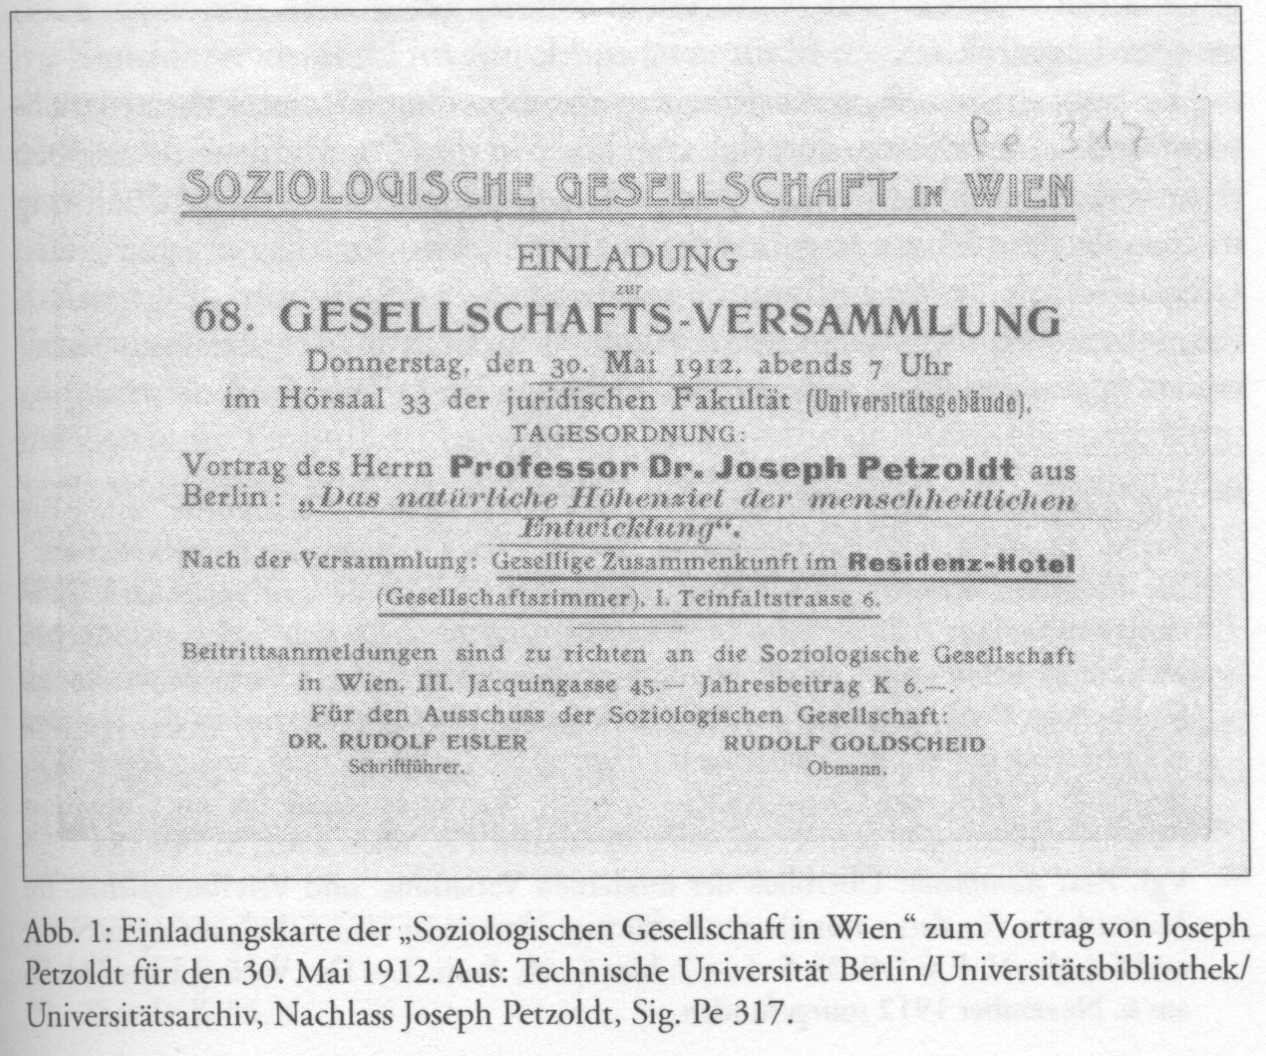 Pe 317
SOZIOLOGISCHE GESELLSCHAFT IN WIEN
EINLADUNG
zur
68. GESELLSCHAFTS-VERSAMMLUNG
Donnerstag, den 30. Mai 1912, abends 7 Uhr
im Hörsaal 33 der juridischen Fakultät (Universitätsgebäude).
TAGESORDNUNG:
Vortrag des Herrn Professor Dr. Joseph Petzoldt aus
Berlin: „Das natürliche Höhenziel der menschheitlichen
Entwicklung“.
Nach der Versammlung: Gesellige Zusammenkunft im Residenz-Hotel
(Gesellschaftszimmer), I. Teinfaltstrasse 6.
Beitrittsanmeldungen sind zu richten an die Soziologische Gesellschaft
in Wien, III. Jacquingasse 45.— Jahresbeitrag K 6.—.
Für den Ausschuss der Soziologischen Gesellschaft:
DR. RUDOLF EISLER RUDOLF GOLDSCHEID
Schriftführer. Obmann.
Abb. 1: Einladungskarte der „Soziologischen Gesellschaft in Wien“ zum Vortrag von Joseph
Petzoldt für den 30. Mai 1912. Aus: Technische Universität Berlin/Universitätsbibliothek/
Universitätsarchiv, Nachlass Joseph Petzoldt, Sig. Pe 317.